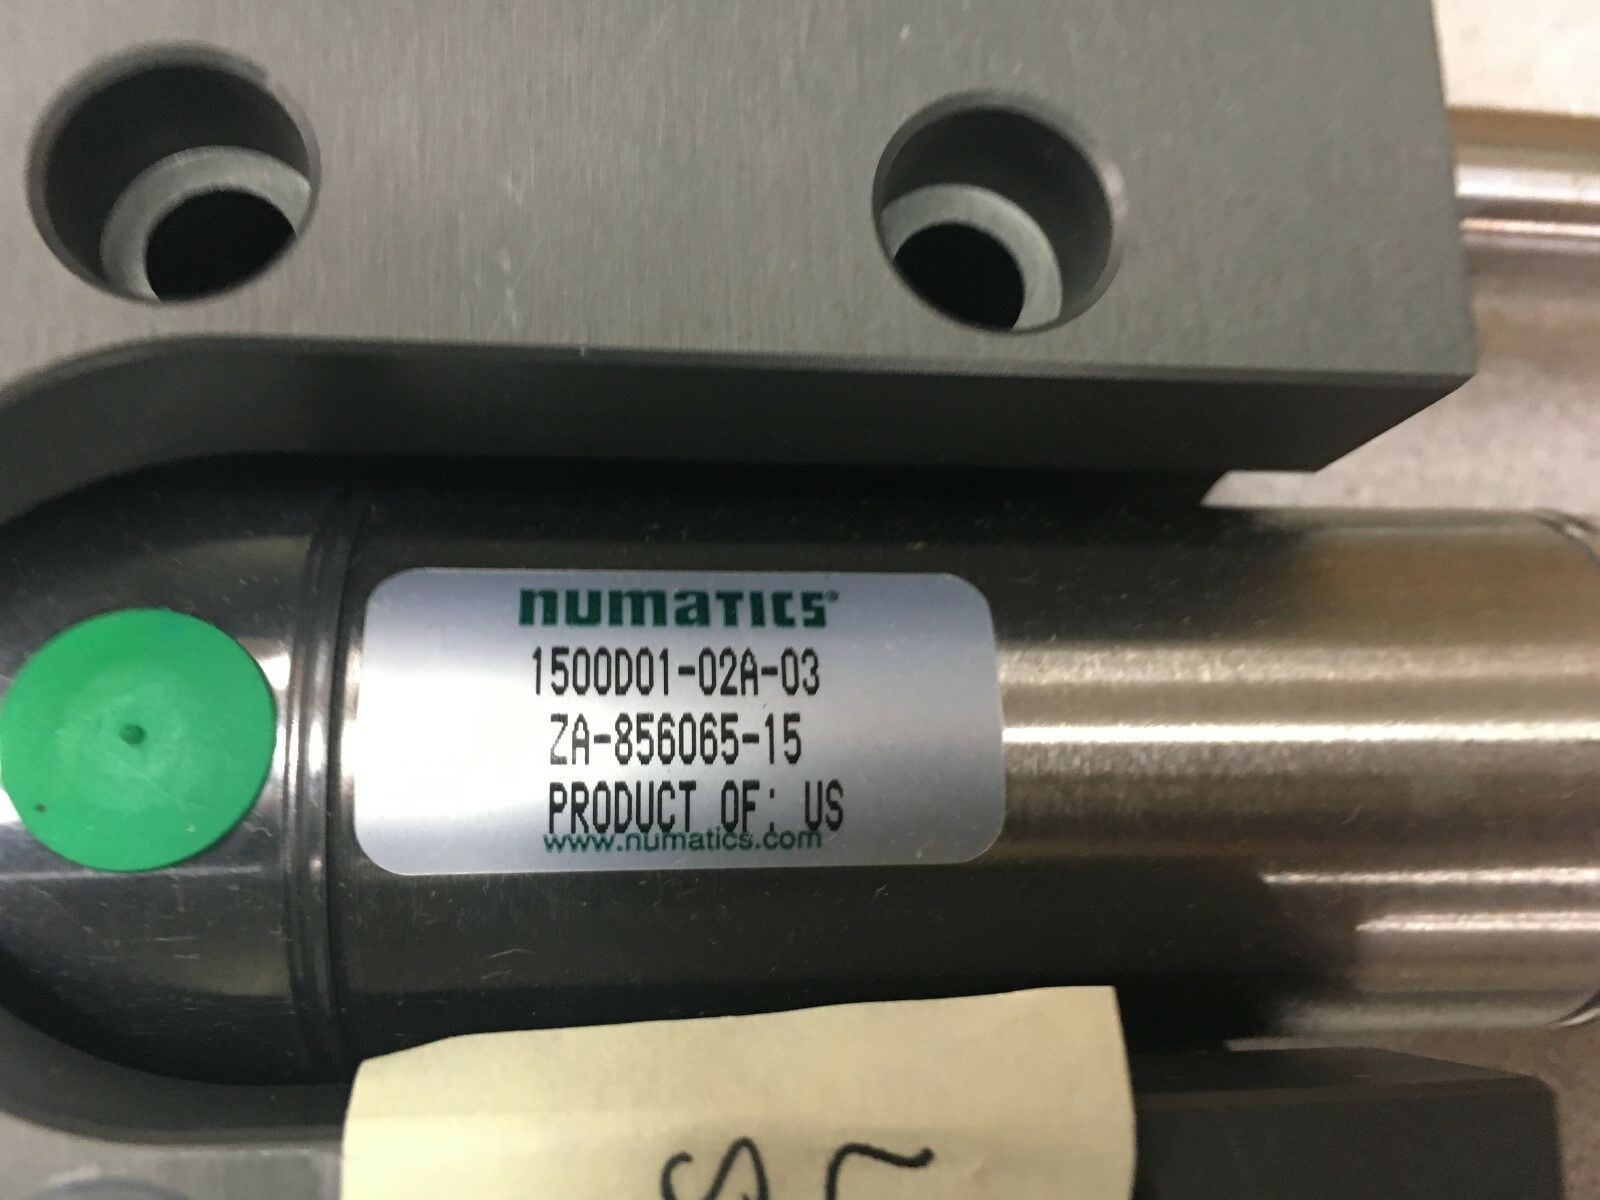 numatics®
1500D01-02A-03
ZA-856065-15
PRODUCT OF: US
www.numatics.com